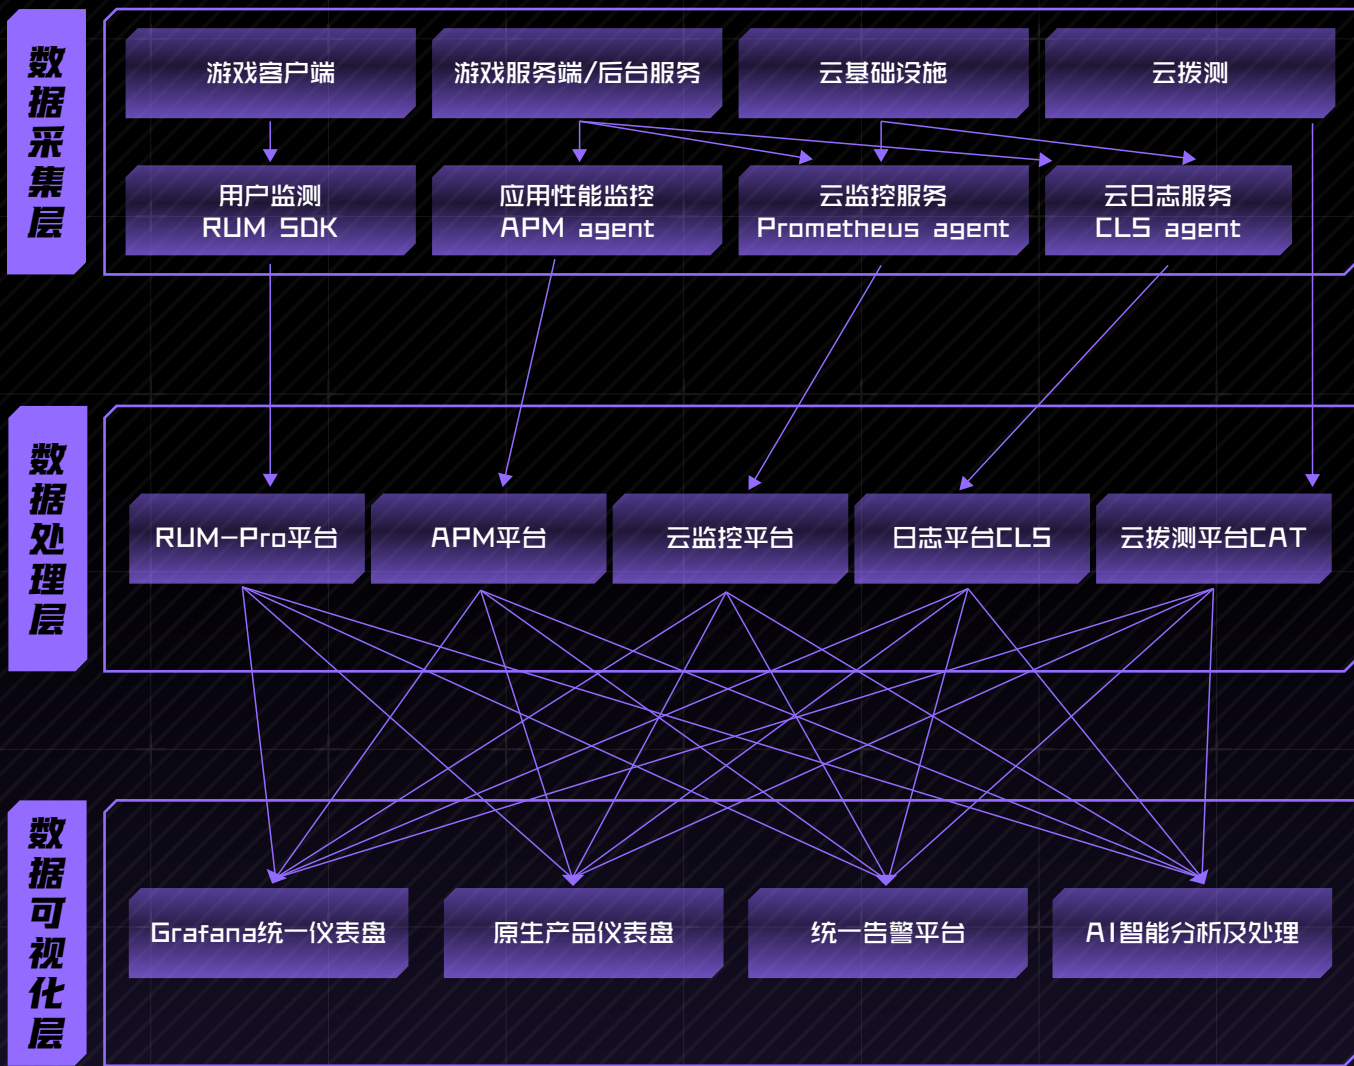 数据采集层
游戏客户端
游戏服务端/后台服务
云基础设施
云拨测
用户监测
RUM SDK
应用性能监控
APM agent
云监控服务
Prometheus agent
云日志服务
CLS agent
数据处理层
RUM-Pro平台
APM平台
云监控平台
日志平台CLS
云拔测平台CAT
数据可视化层
Grafana统一仪表盘
原生产品仪表盘
统一告警平台
AI智能分析及处理